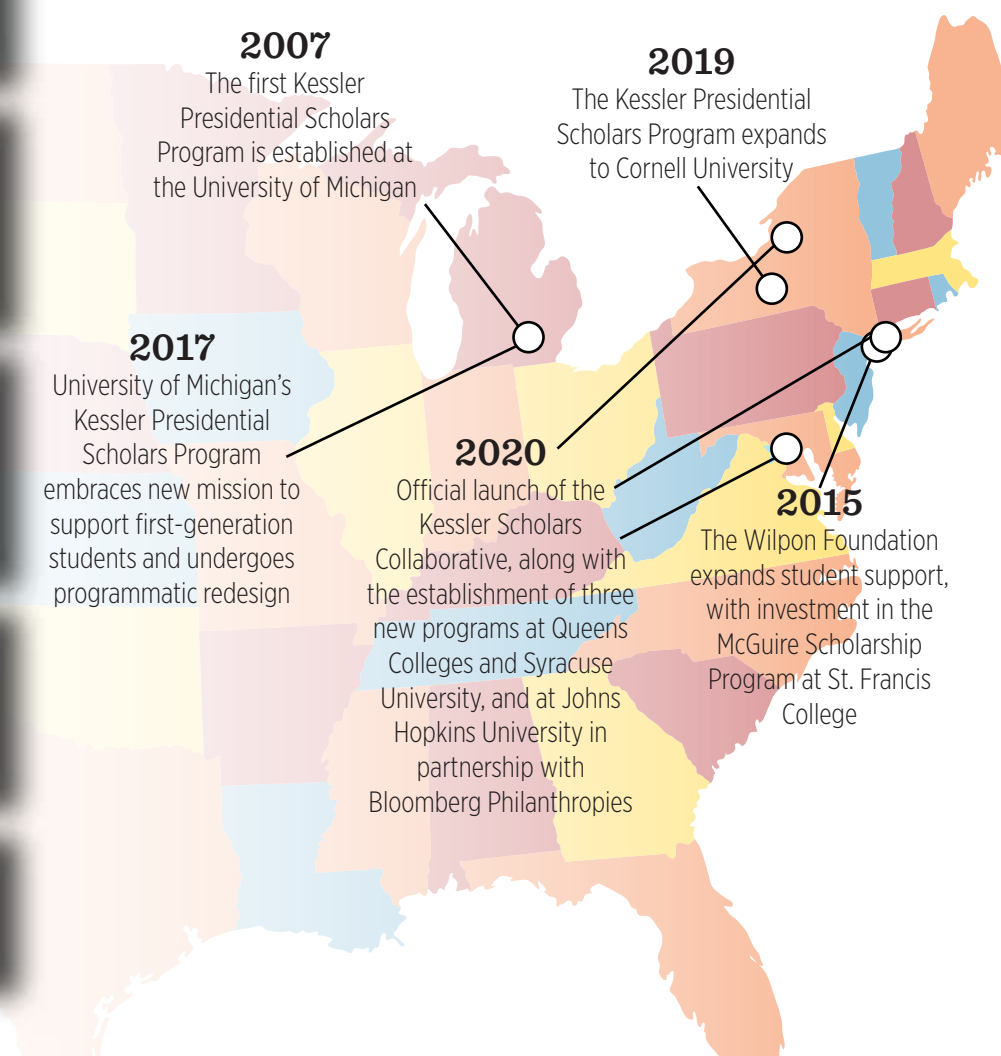 2007
The first Kessler
Presidential Scholars
Program is established at
the University of Michigan
2019
The Kessler Presidential
Scholars Program expands
to Cornell University
2017
University of Michigan’s
Kessler Presidential
Scholars Program
embraces new mission to
support first-generation
students and undergoes
programmatic redesign
2020
Official launch of the
Kessler Scholars
Collaborative, along with
the establishment of three
new programs at Queens
Colleges and Syracuse
University, and at Johns
Hopkins University in
partnership with
Bloomberg Philanthropies
2015
The Wilpon Foundation
expands student support,
with investment in the
McGuire Scholarship
Program at St. Francis
College